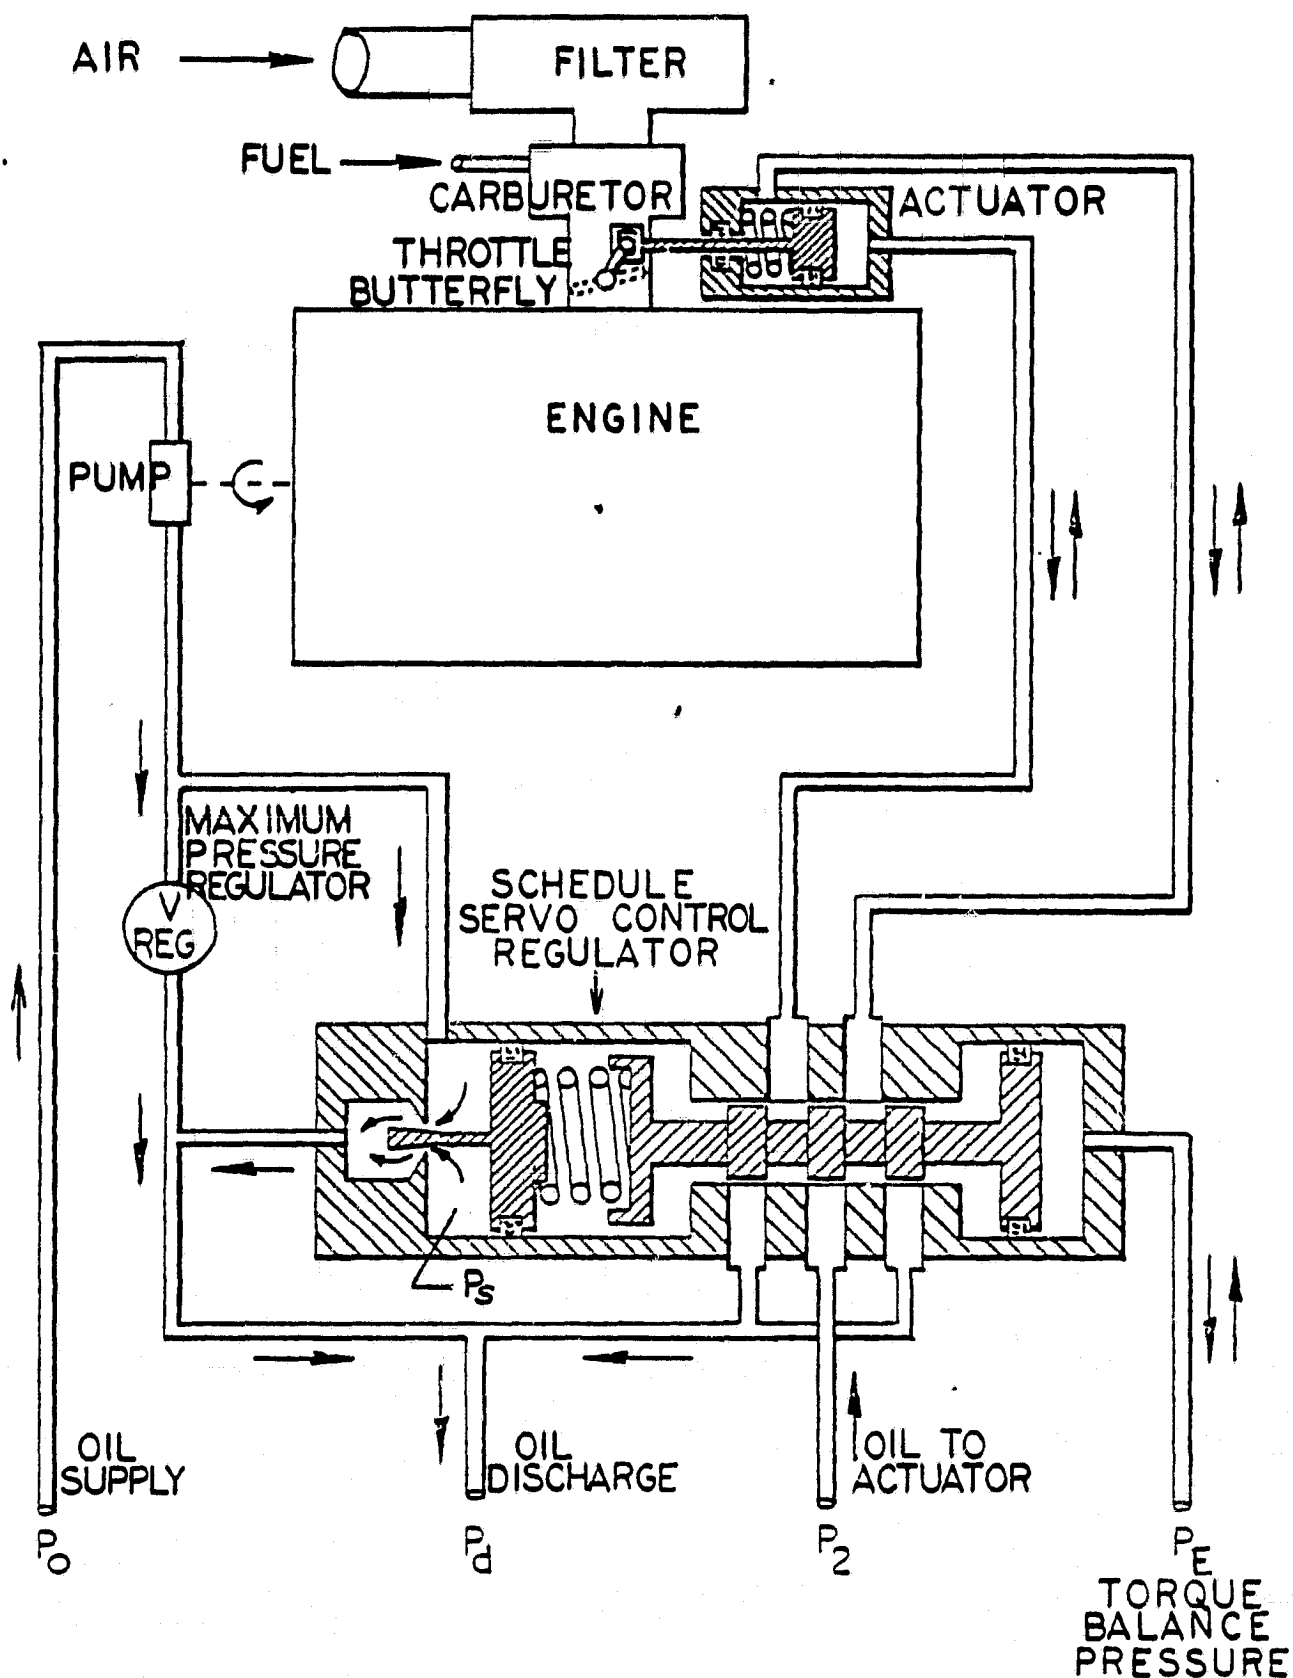 AIR
FILTER
FUEL
CARBURETOR
ACTUATOR
THROTTLE
BUTTERFLY
ENGINE
PUMP
MAXIMUM
PRESSURE
REGULATOR
V
REG
SCHEDULE
SERVO CONTROL
REGULATOR
Ps
OIL
SUPPLY
OIL
DISCHARGE
OIL TO
ACTUATOR
Po
Pd
P2
PE
TORQUE
BALANCE
PRESSURE